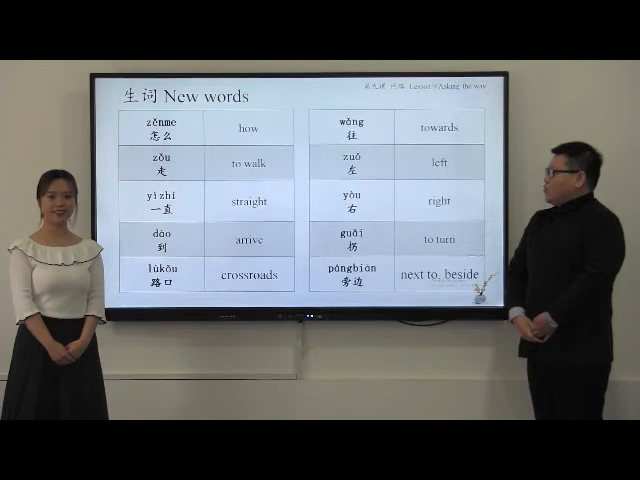 第九课 问路 Lesson 9 Asking the way
生词 New words
zěnme
怎么
how
zǒu
走
to walk
yìzhí
一直
straight
dào
到
arrive
lùkǒu
路口
crossroads
wǎng
往
towards
zuǒ
左
left
yòu
右
right
guǎi
拐
to turn
pángbiān
旁边
next to, beside